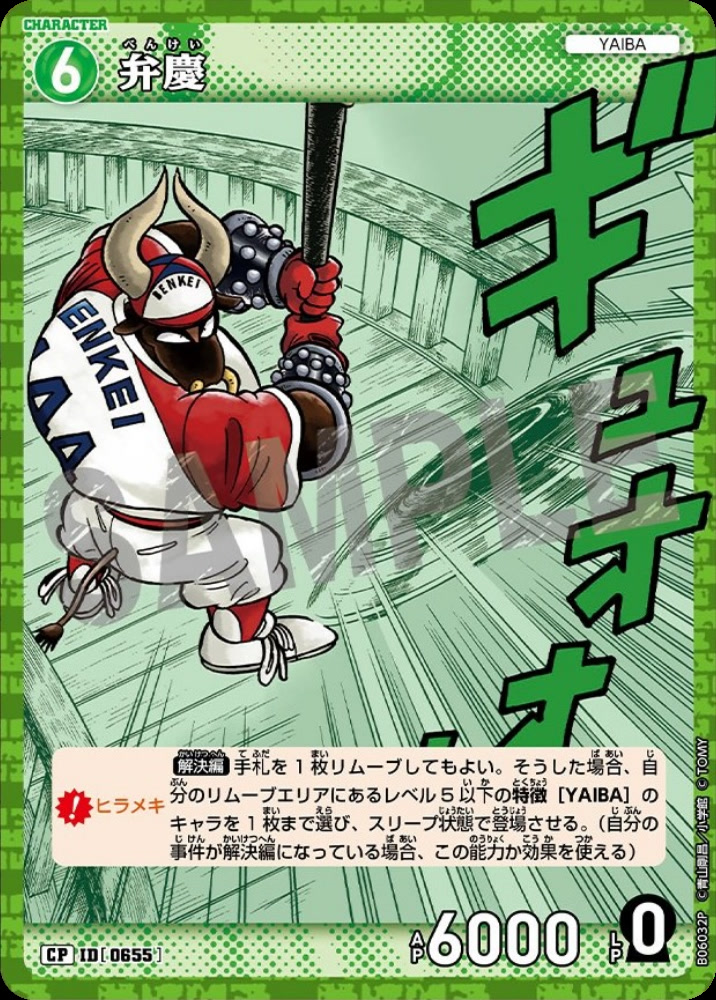 CHARACTER
6
べんけい
弁慶
YAIBA
ギュオオ
BENKEI
ENKEI
SAMPLE
ヒラメキ
解決編 手札を1枚リムーブしてもよい。そうした場合、自
分のリムーブエリアにあるレベル5以下の特徴［YAIBA］の
キャラを1枚まで選び、スリープ状態で登場させる。（自分の
事件が解決編になっている場合、この能力か効果を使える）
CP ID[0655]
AP 6000
LP 0
B06032P ©青山剛昌／小学館 © TOMY